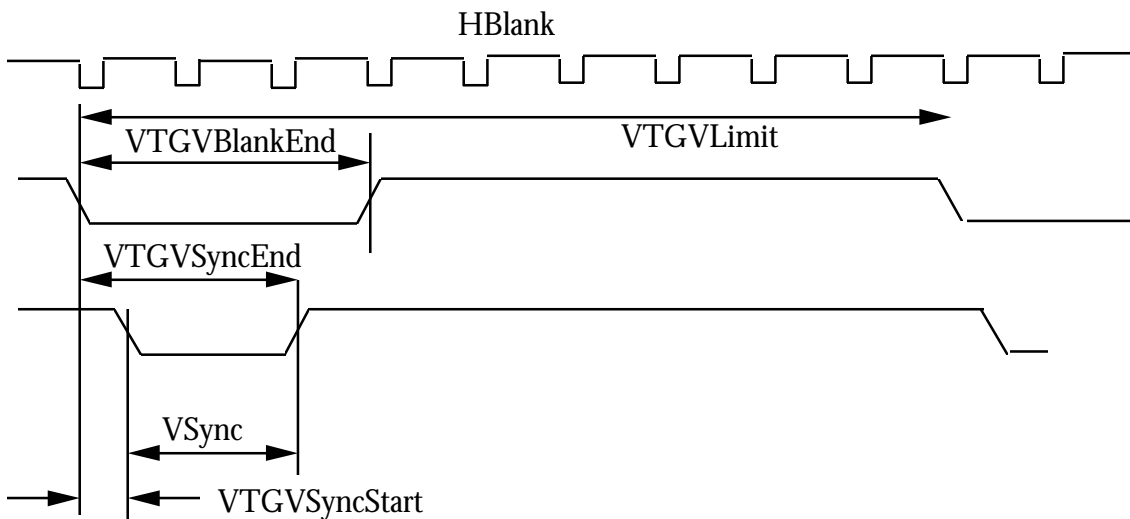 HBlank
VTGVBlankEnd
VTGVLimit
VTGVSyncEnd
VSync
VTGVSyncStart